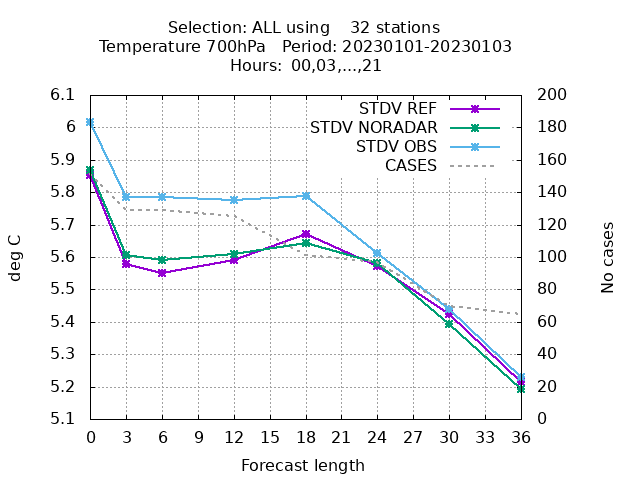 Selection: ALL using 32 stations
Temperature 700hPa Period: 20230101-20230103
Hours: 00,03,...,21
STDV REF
STDV NORADAR
STDV OBS
CASES
6.1
6
5.9
5.8
5.7
5.6
5.5
5.4
5.3
5.2
5.1
deg C
200
180
160
140
120
100
80
60
40
20
0
No cases
0 3 6 9 12 15 18 21 24 27 30 33 36
Forecast length